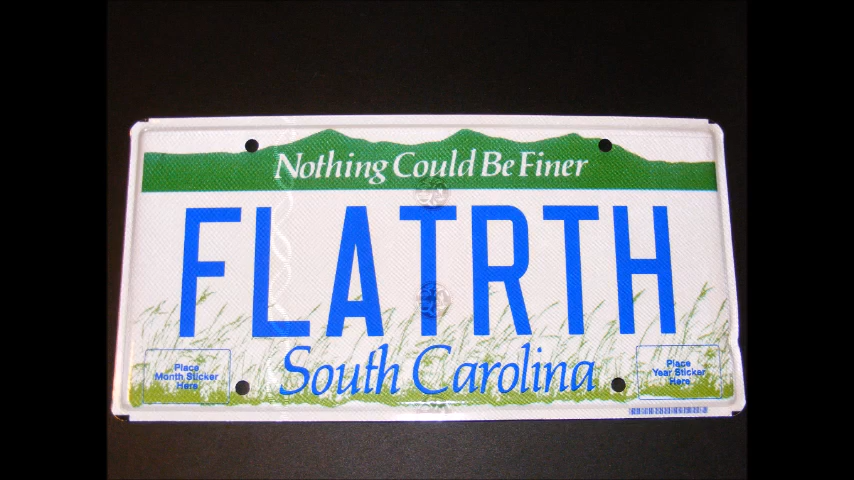 Nothing Could Be Finer
FLATRTH
South Carolina
Place
Month Sticker
Here
Place
Year Sticker
Here